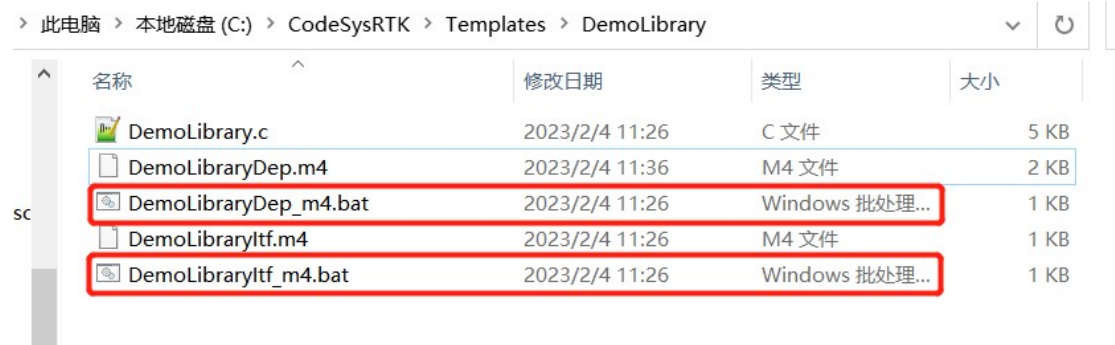 此电脑 > 本地磁盘 (C:) > CodeSysRTK > Templates > DemoLibrary
名称 修改日期 类型 大小
DemoLibrary.c 2023/2/4 11:26 C 文件 5 KB
DemoLibraryDep.m4 2023/2/4 11:36 M4 文件 2 KB
DemoLibraryDep_m4.bat 2023/2/4 11:26 Windows 批处理... 1 KB
DemoLibraryItf.m4 2023/2/4 11:26 M4 文件 1 KB
DemoLibraryItf_m4.bat 2023/2/4 11:26 Windows 批处理... 1 KB
sc